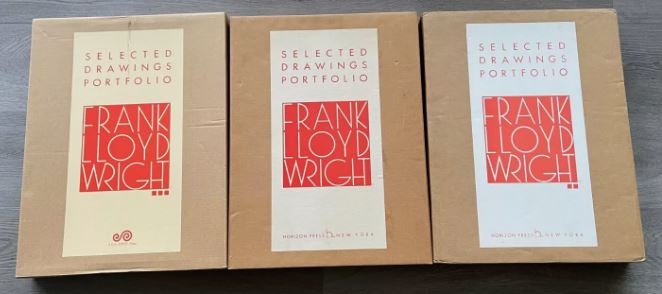 SELECTED
DRAWINGS
PORTFOLIO
FRANK
LLOYD
WRIGHT
SELECTED
DRAWINGS
PORTFOLIO
FRANK
LLOYD
WRIGHT
HORIZON PRESS NEW YORK
SELECTED
DRAWINGS
PORTFOLIO
FRANK
LLOYD
WRIGHT
HORIZON PRESS NEW YORK